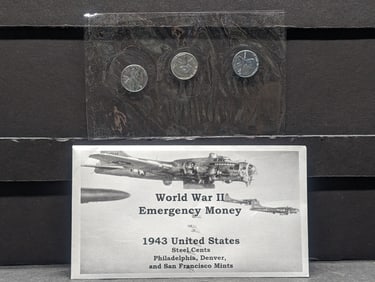 World War II
Emergency Money
1943 United States
Steel Cents
Philadelphia, Denver,
and San Francisco Mints